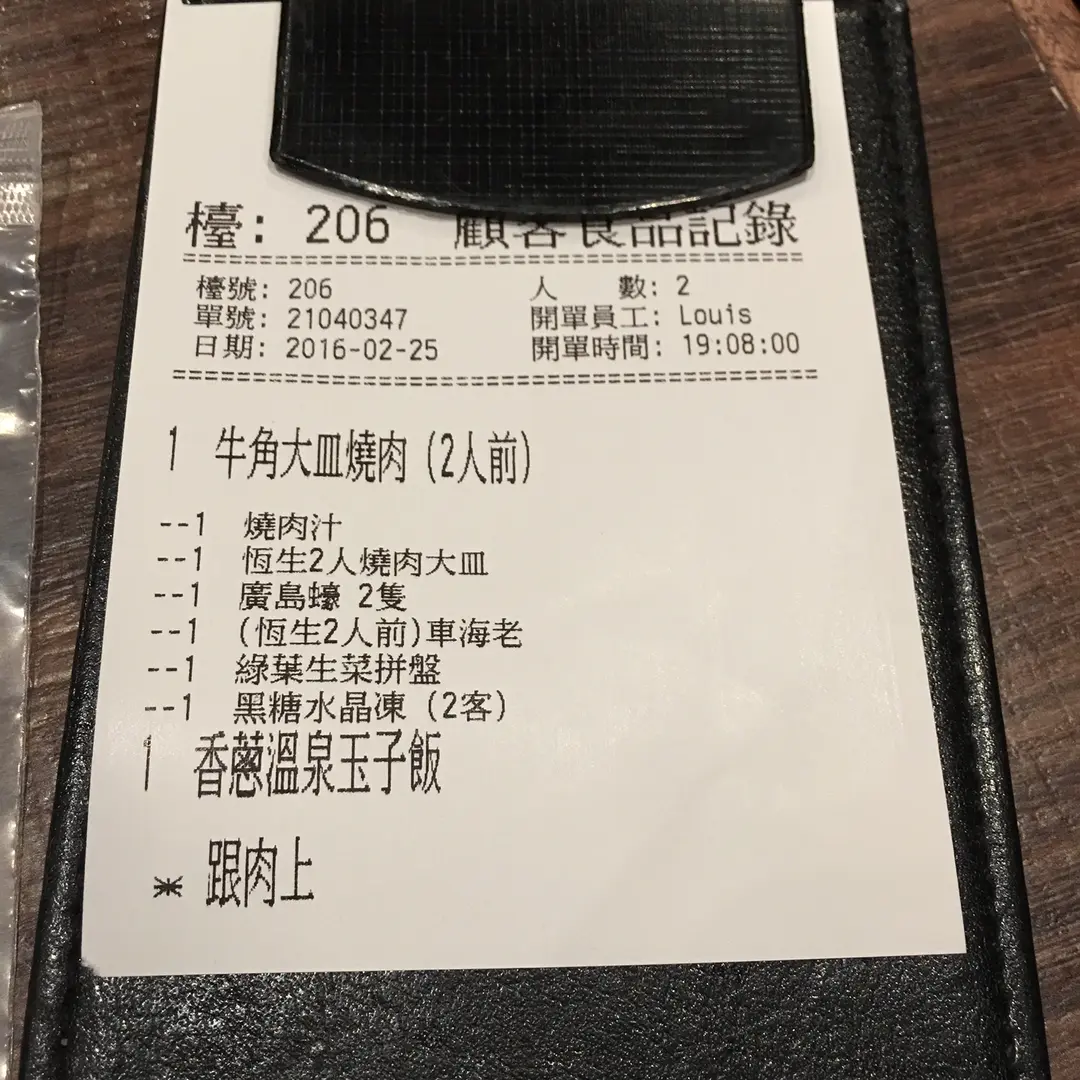 檯: 206 顧客食品記錄
檯號: 206 人 數: 2
單號: 21040347 開單員工: Louis
日期: 2016-02-25 開單時間: 19:08:00
1 牛角大皿燒肉 (2人前)
--1 燒肉汁
--1 恆生2人燒肉大皿
--1 廣島蠔 2隻
--1 (恆生2人前)車海老
--1 綠葉生菜拼盤
--1 黑糖水晶凍 (2客)
1 香蔥溫泉玉子飯
* 跟肉上